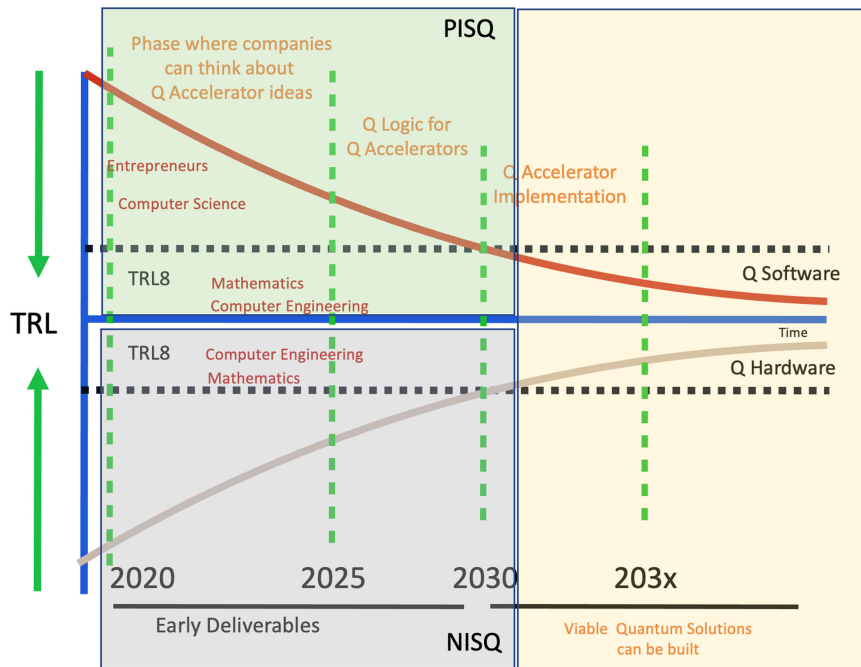 PISQ
Phase where companies
can think about
Q Accelerator ideas
Q Logic for
Q Accelerators
Entrepreneurs
Q Accelerator
Implementation
Computer Science
TRL8
Mathematics
Computer Engineering
Q Software
TRL
Time
TRL8
Computer Engineering
Mathematics
Q Hardware
2020
2025
2030
203x
Early Deliverables
NISQ
Viable Quantum Solutions
can be built